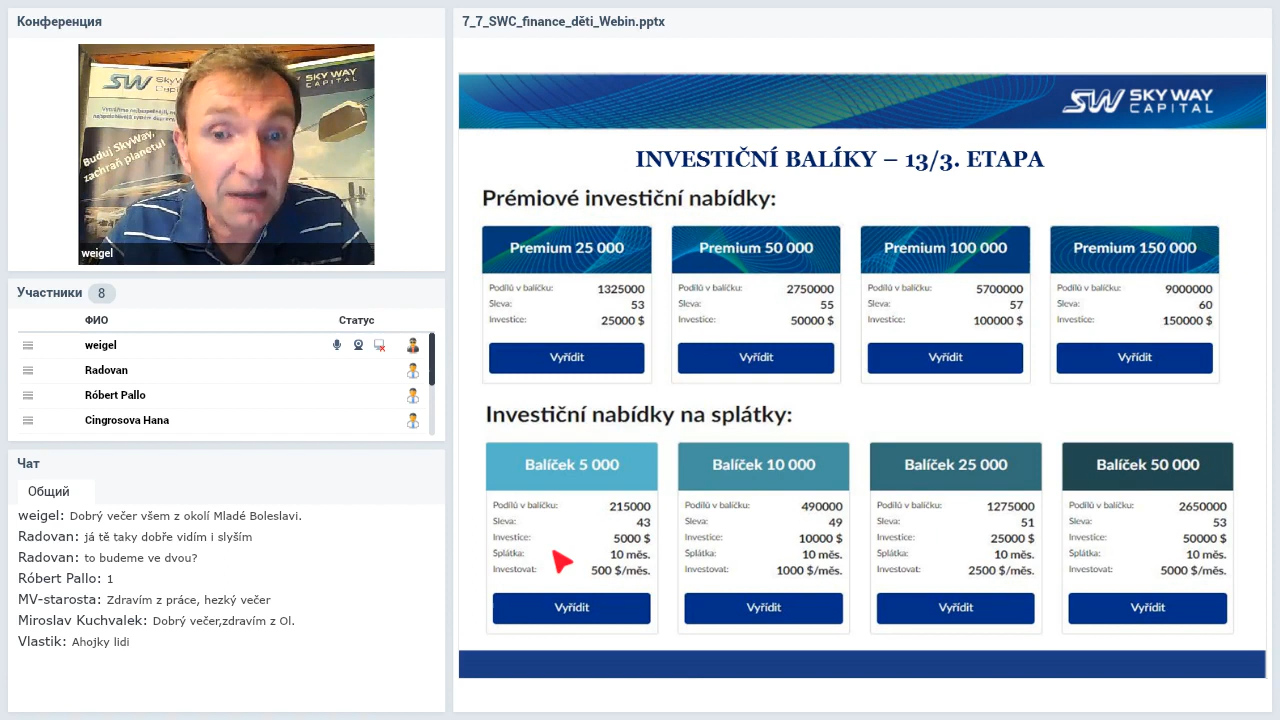 Конференция
SW
SKY WAY
CAPITAL
Buduj SkyWay,
zachraň planetu!
weigel
Участники 8
ФИО Статус
weigel
Radovan
Róbert Pallo
Cingrosova Hana
Чат
Общий
weigel: Dobrý večer všem z okolí Mladé Boleslavi.
Radovan: já tě taky dobře vidím i slyším
Radovan: to budeme ve dvou?
Róbert Pallo: 1
MV-starosta: Zdravím z práce, hezký večer
Miroslav Kuchvalek: Dobrý večer,zdravím z Ol.
Vlastik: Ahojky lidi
7_7_SWC_finance_děti_Webin.pptx
SW SKY WAY
CAPITAL
INVESTIČNÍ BALÍKY – 13/3. ETAPA
Prémiové investiční nabídky:
Premium 25 000
Podílů v balíčku: 1325000
Sleva: 53
Investice: 25000 $
Vyřídit
Premium 50 000
Podílů v balíčku: 2750000
Sleva: 55
Investice: 50000 $
Vyřídit
Premium 100 000
Podílů v balíčku: 5700000
Sleva: 57
Investice: 100000 $
Vyřídit
Premium 150 000
Podílů v balíčku: 9000000
Sleva: 60
Investice: 150000 $
Vyřídit
Investiční nabídky na splátky:
Balíček 5 000
Podílů v balíčku: 215000
Sleva: 43
Investice: 5000 $
Splátka: 10 měs.
Investovat: 500 $/měs.
Vyřídit
Balíček 10 000
Podílů v balíčku: 490000
Sleva: 49
Investice: 10000 $
Splátka: 10 měs.
Investovat: 1000 $/měs.
Vyřídit
Balíček 25 000
Podílů v balíčku: 1275000
Sleva: 51
Investice: 25000 $
Splátka: 10 měs.
Investovat: 2500 $/měs.
Vyřídit
Balíček 50 000
Podílů v balíčku: 2650000
Sleva: 53
Investice: 50000 $
Splátka: 10 měs.
Investovat: 5000 $/měs.
Vyřídit